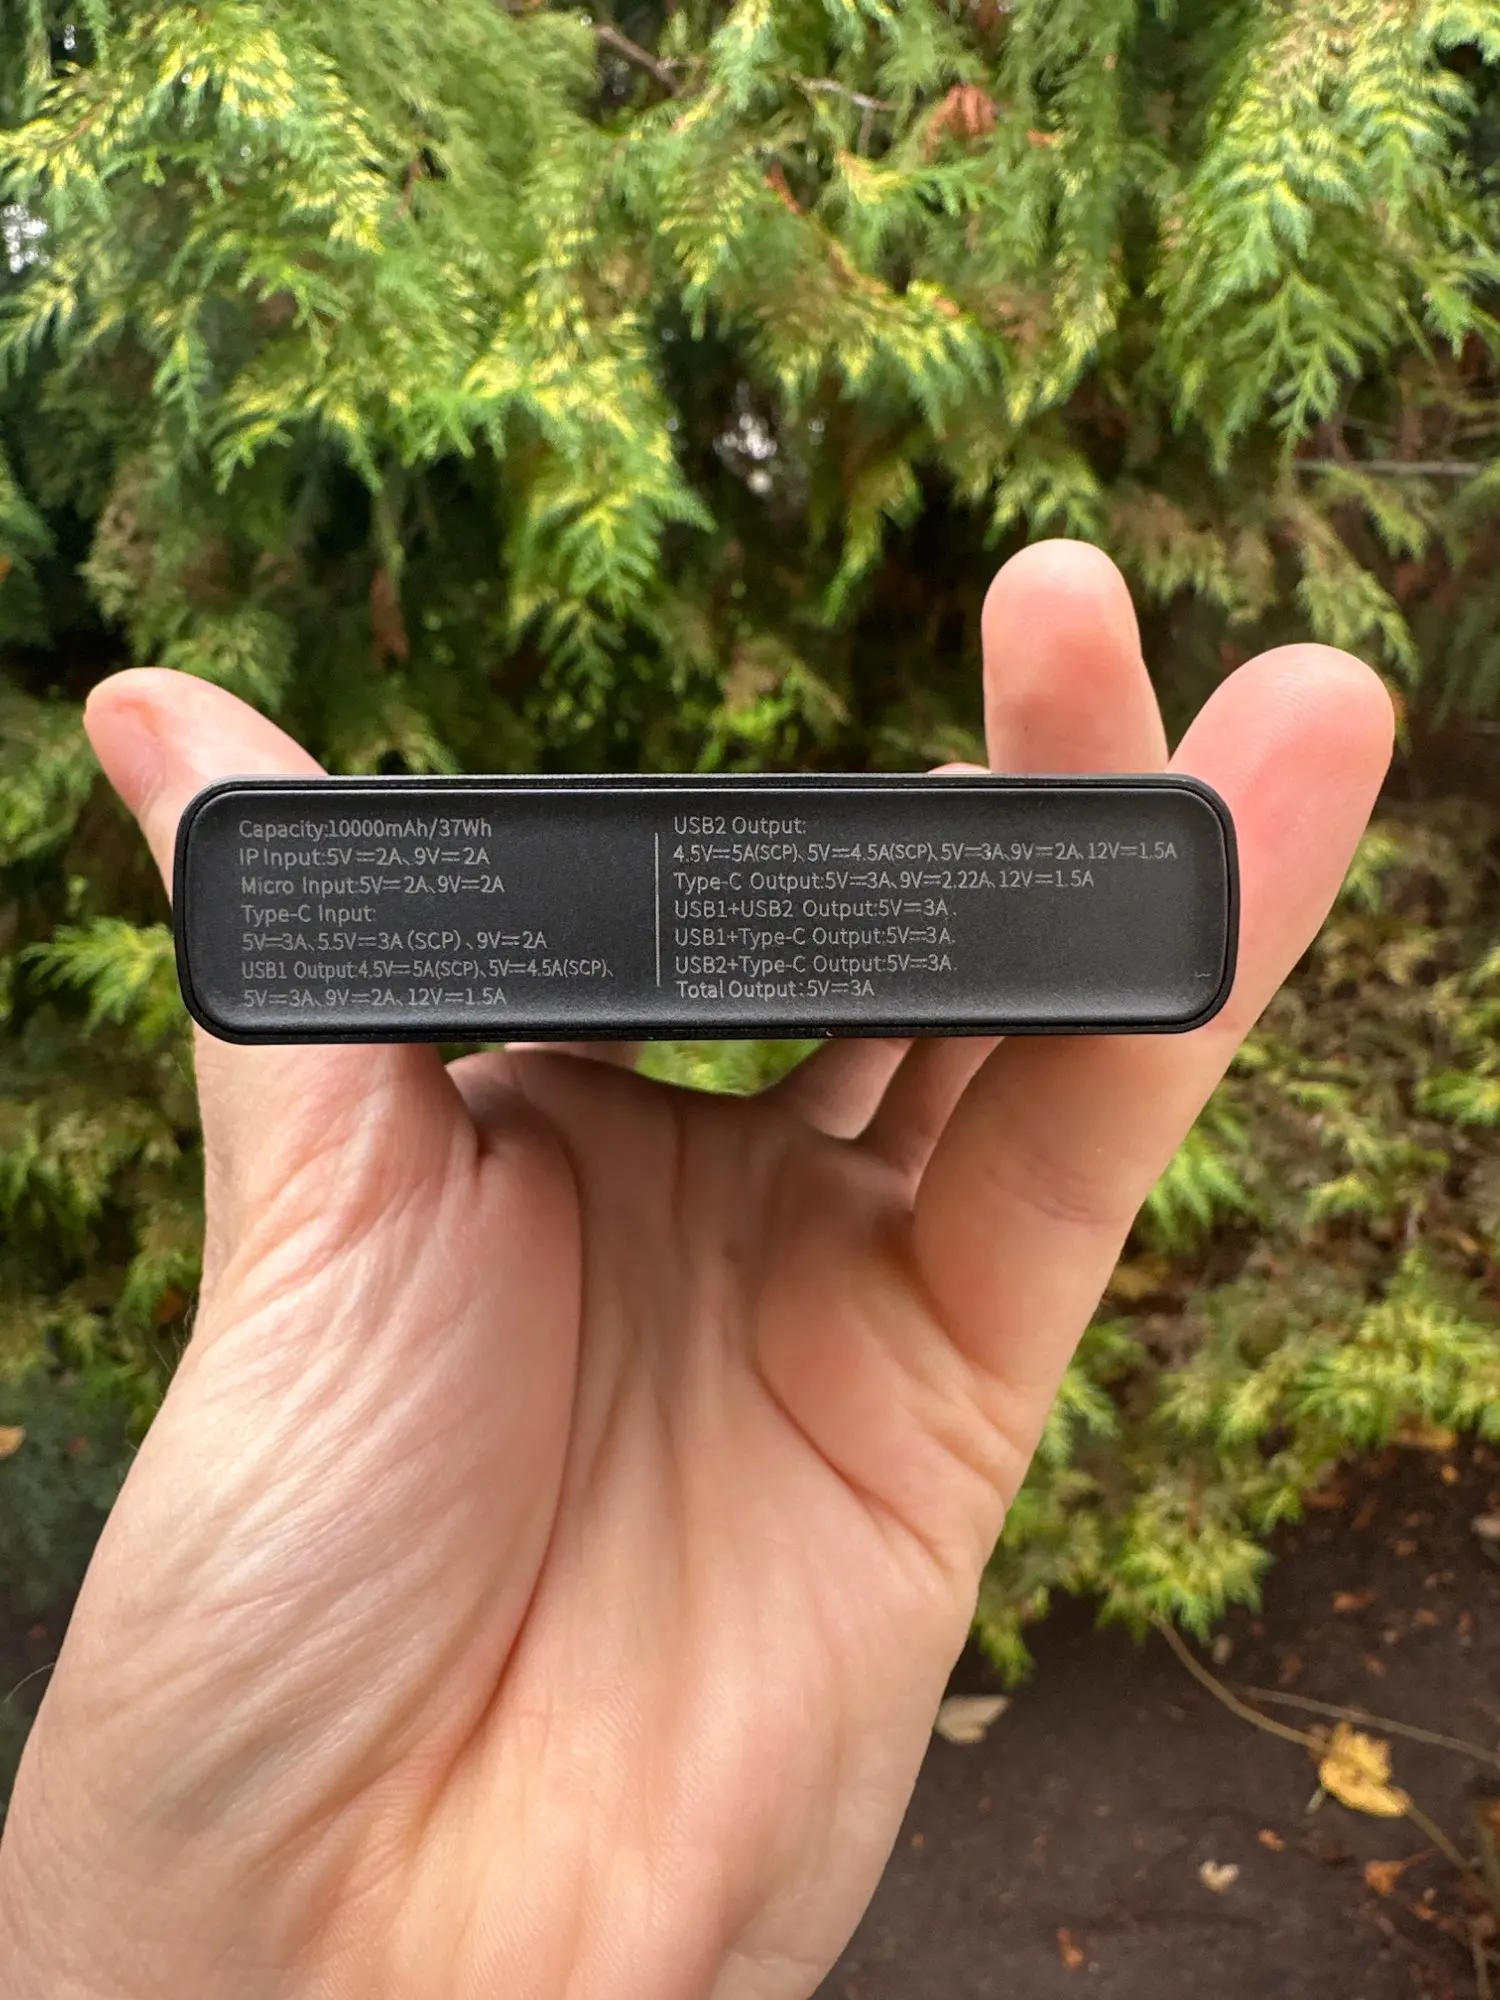 Capacity:10000mAh/37Wh
IP Input:5V⎓2A、9V⎓2A
Micro Input:5V⎓2A、9V⎓2A
Type-C Input:
5V⎓3A、5.5V⎓3A(SCP)、9V⎓2A
USB1 Output:4.5V⎓5A(SCP)、5V⎓4.5A(SCP)、
5V⎓3A、9V⎓2A、12V⎓1.5A
USB2 Output:
4.5V⎓5A(SCP)、5V⎓4.5A(SCP)、5V⎓3A、9V⎓2A、12V⎓1.5A
Type-C Output:5V⎓3A、9V⎓2.22A、12V⎓1.5A
USB1+USB2 Output:5V⎓3A.
USB1+Type-C Output:5V⎓3A.
USB2+Type-C Output:5V⎓3A.
Total Output:5V⎓3A